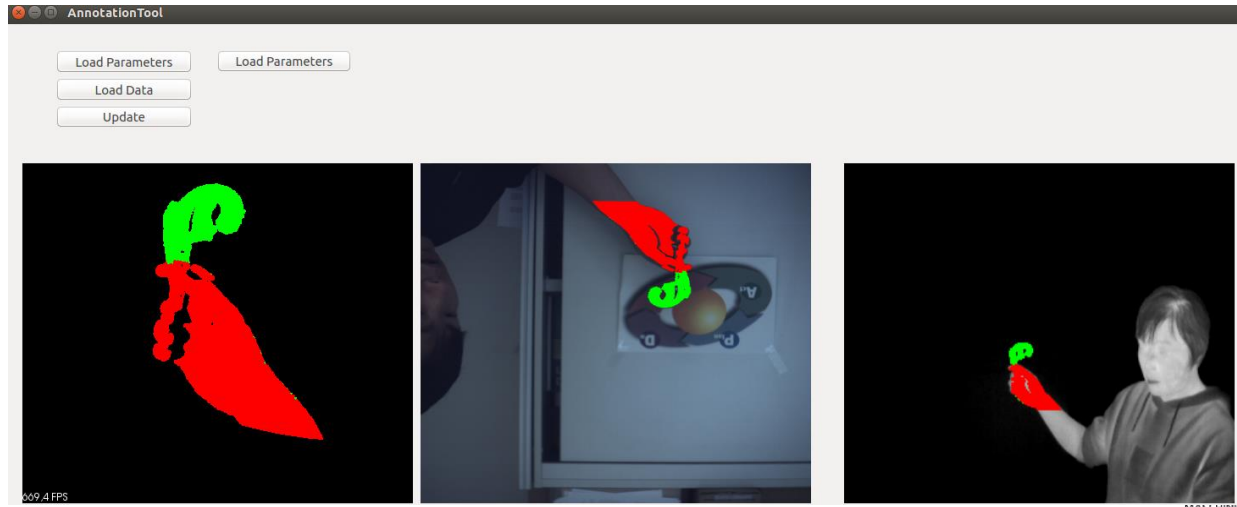 AnnotationTool
Load Parameters Load Parameters
Load Data
Update
669.4 FPS